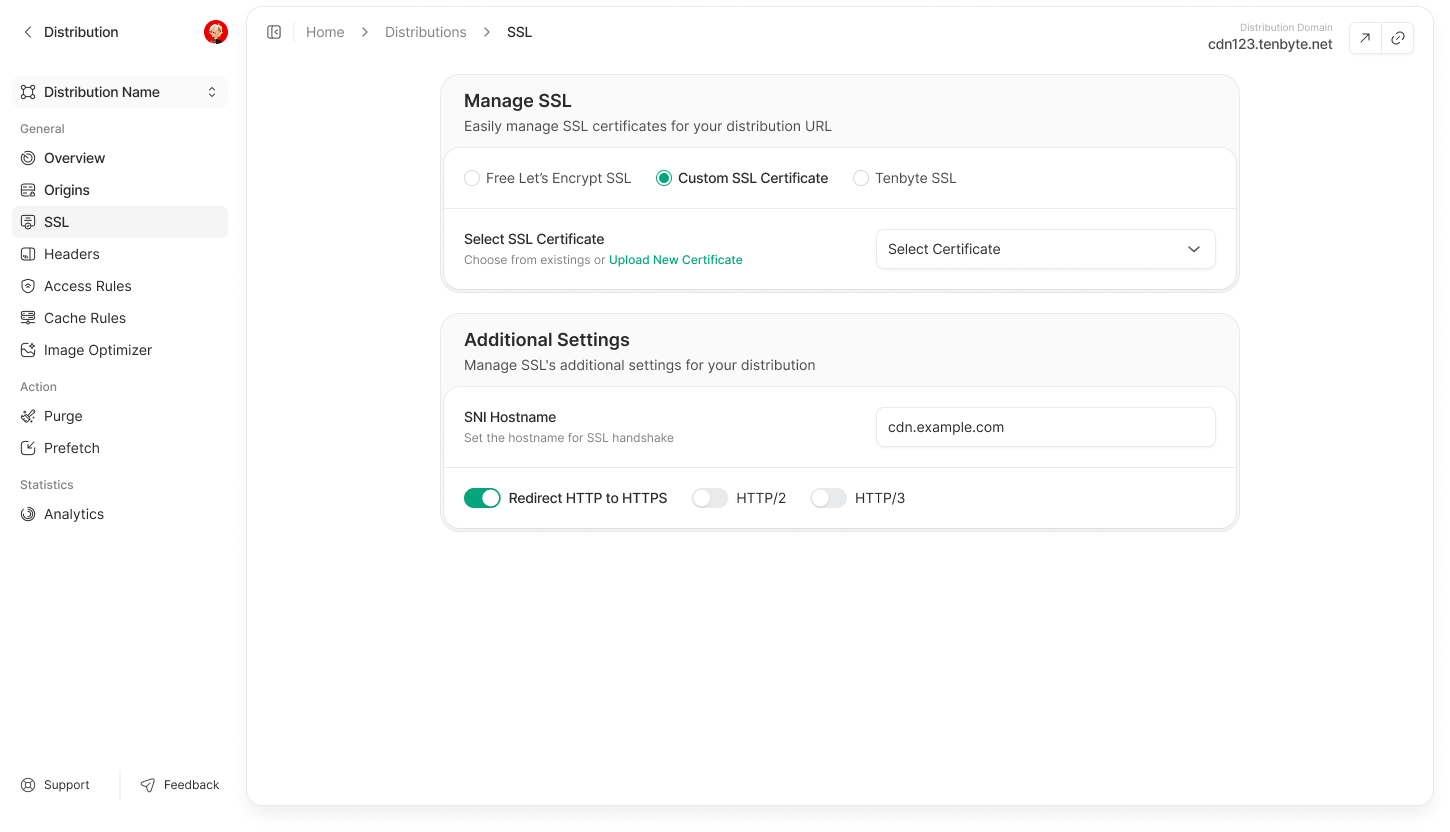 Distribution
Distribution Name
General
Overview
Origins
SSL
Headers
Access Rules
Cache Rules
Image Optimizer
Action
Purge
Prefetch
Statistics
Analytics
Support
Feedback
Home
Distributions
SSL
Distribution Domain
cdn123.tenbyte.net
Manage SSL
Easily manage SSL certificates for your distribution URL
Free Let’s Encrypt SSL
Custom SSL Certificate
Tenbyte SSL
Select SSL Certificate
Choose from existings or Upload New Certificate
Select Certificate
Additional Settings
Manage SSL's additional settings for your distribution
SNI Hostname
Set the hostname for SSL handshake
cdn.example.com
Redirect HTTP to HTTPS
HTTP/2
HTTP/3